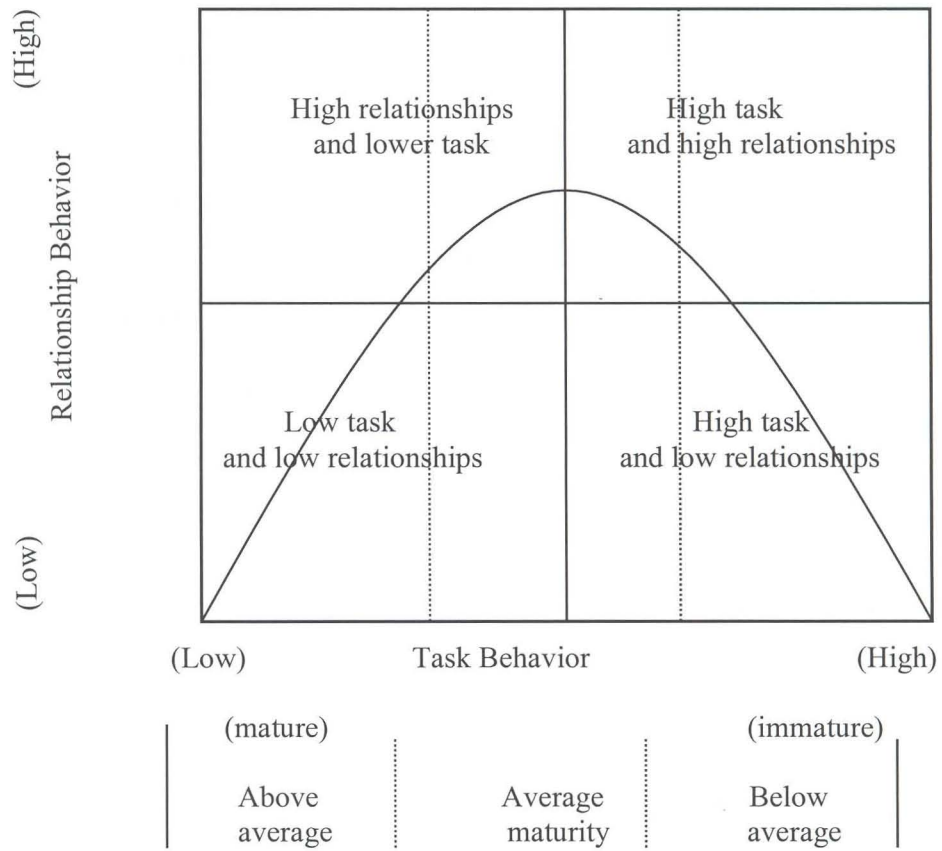 (High)
High relationships
and lower task
High task
and high relationships
Relationship Behavior
Low task
and low relationships
High task
and low relationships
(Low)
(Low)
Task Behavior
(High)
(mature)
(immature)
Above
average
Average
maturity
Below
average